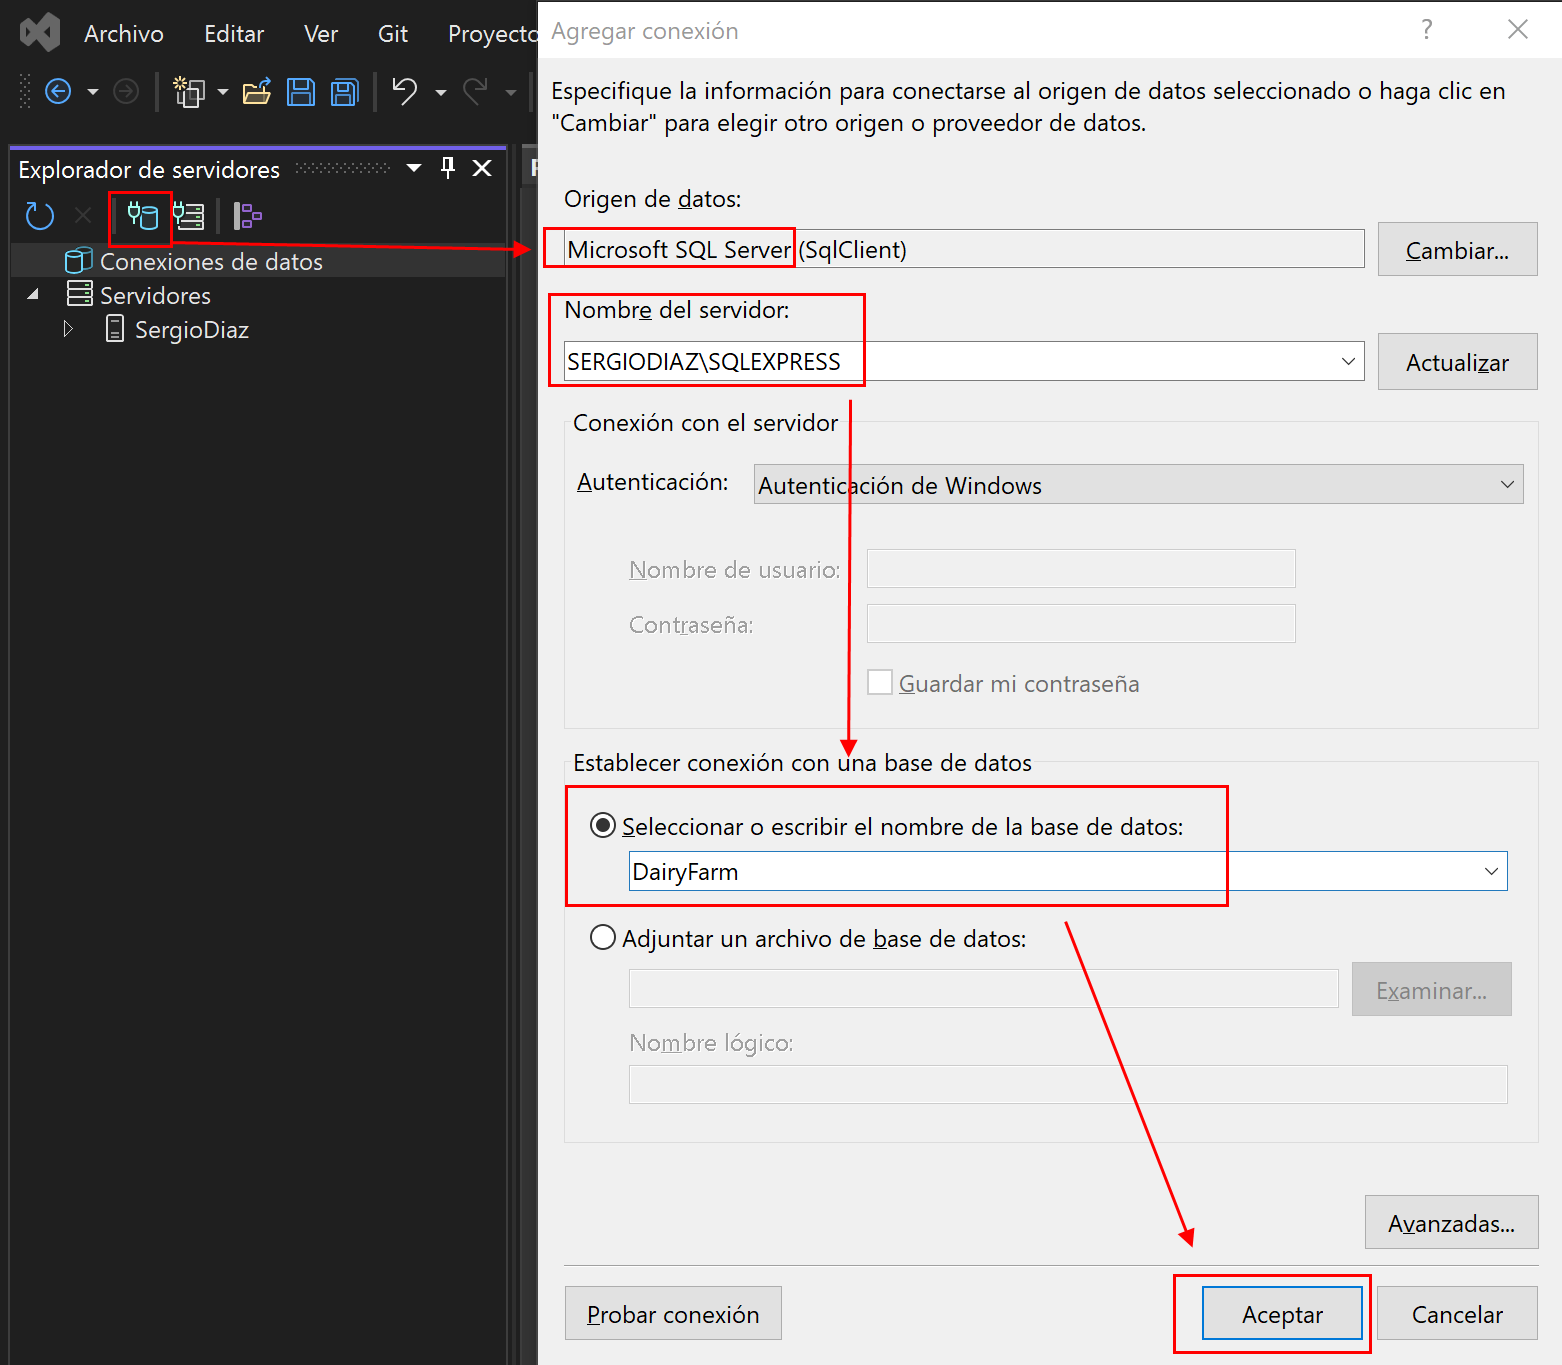 Archivo Editar Ver Git Proyecto
Explorador de servidores
Conexiones de datos
Servidores
SergioDiaz
Agregar conexión ?
Especifique la información para conectarse al origen de datos seleccionado o haga clic en
"Cambiar" para elegir otro origen o proveedor de datos.
Origen de datos:
Microsoft SQL Server (SqlClient)
Cambiar...
Nombre del servidor:
SERGIODIAZ\SQLEXPRESS
Actualizar
Conexión con el servidor
Autenticación: Autenticación de Windows
Nombre de usuario:
Contraseña:
Guardar mi contraseña
Establecer conexión con una base de datos
Seleccionar o escribir el nombre de la base de datos:
DairyFarm
Adjuntar un archivo de base de datos:
Examinar...
Nombre lógico:
Avanzadas...
Probar conexión Aceptar Cancelar